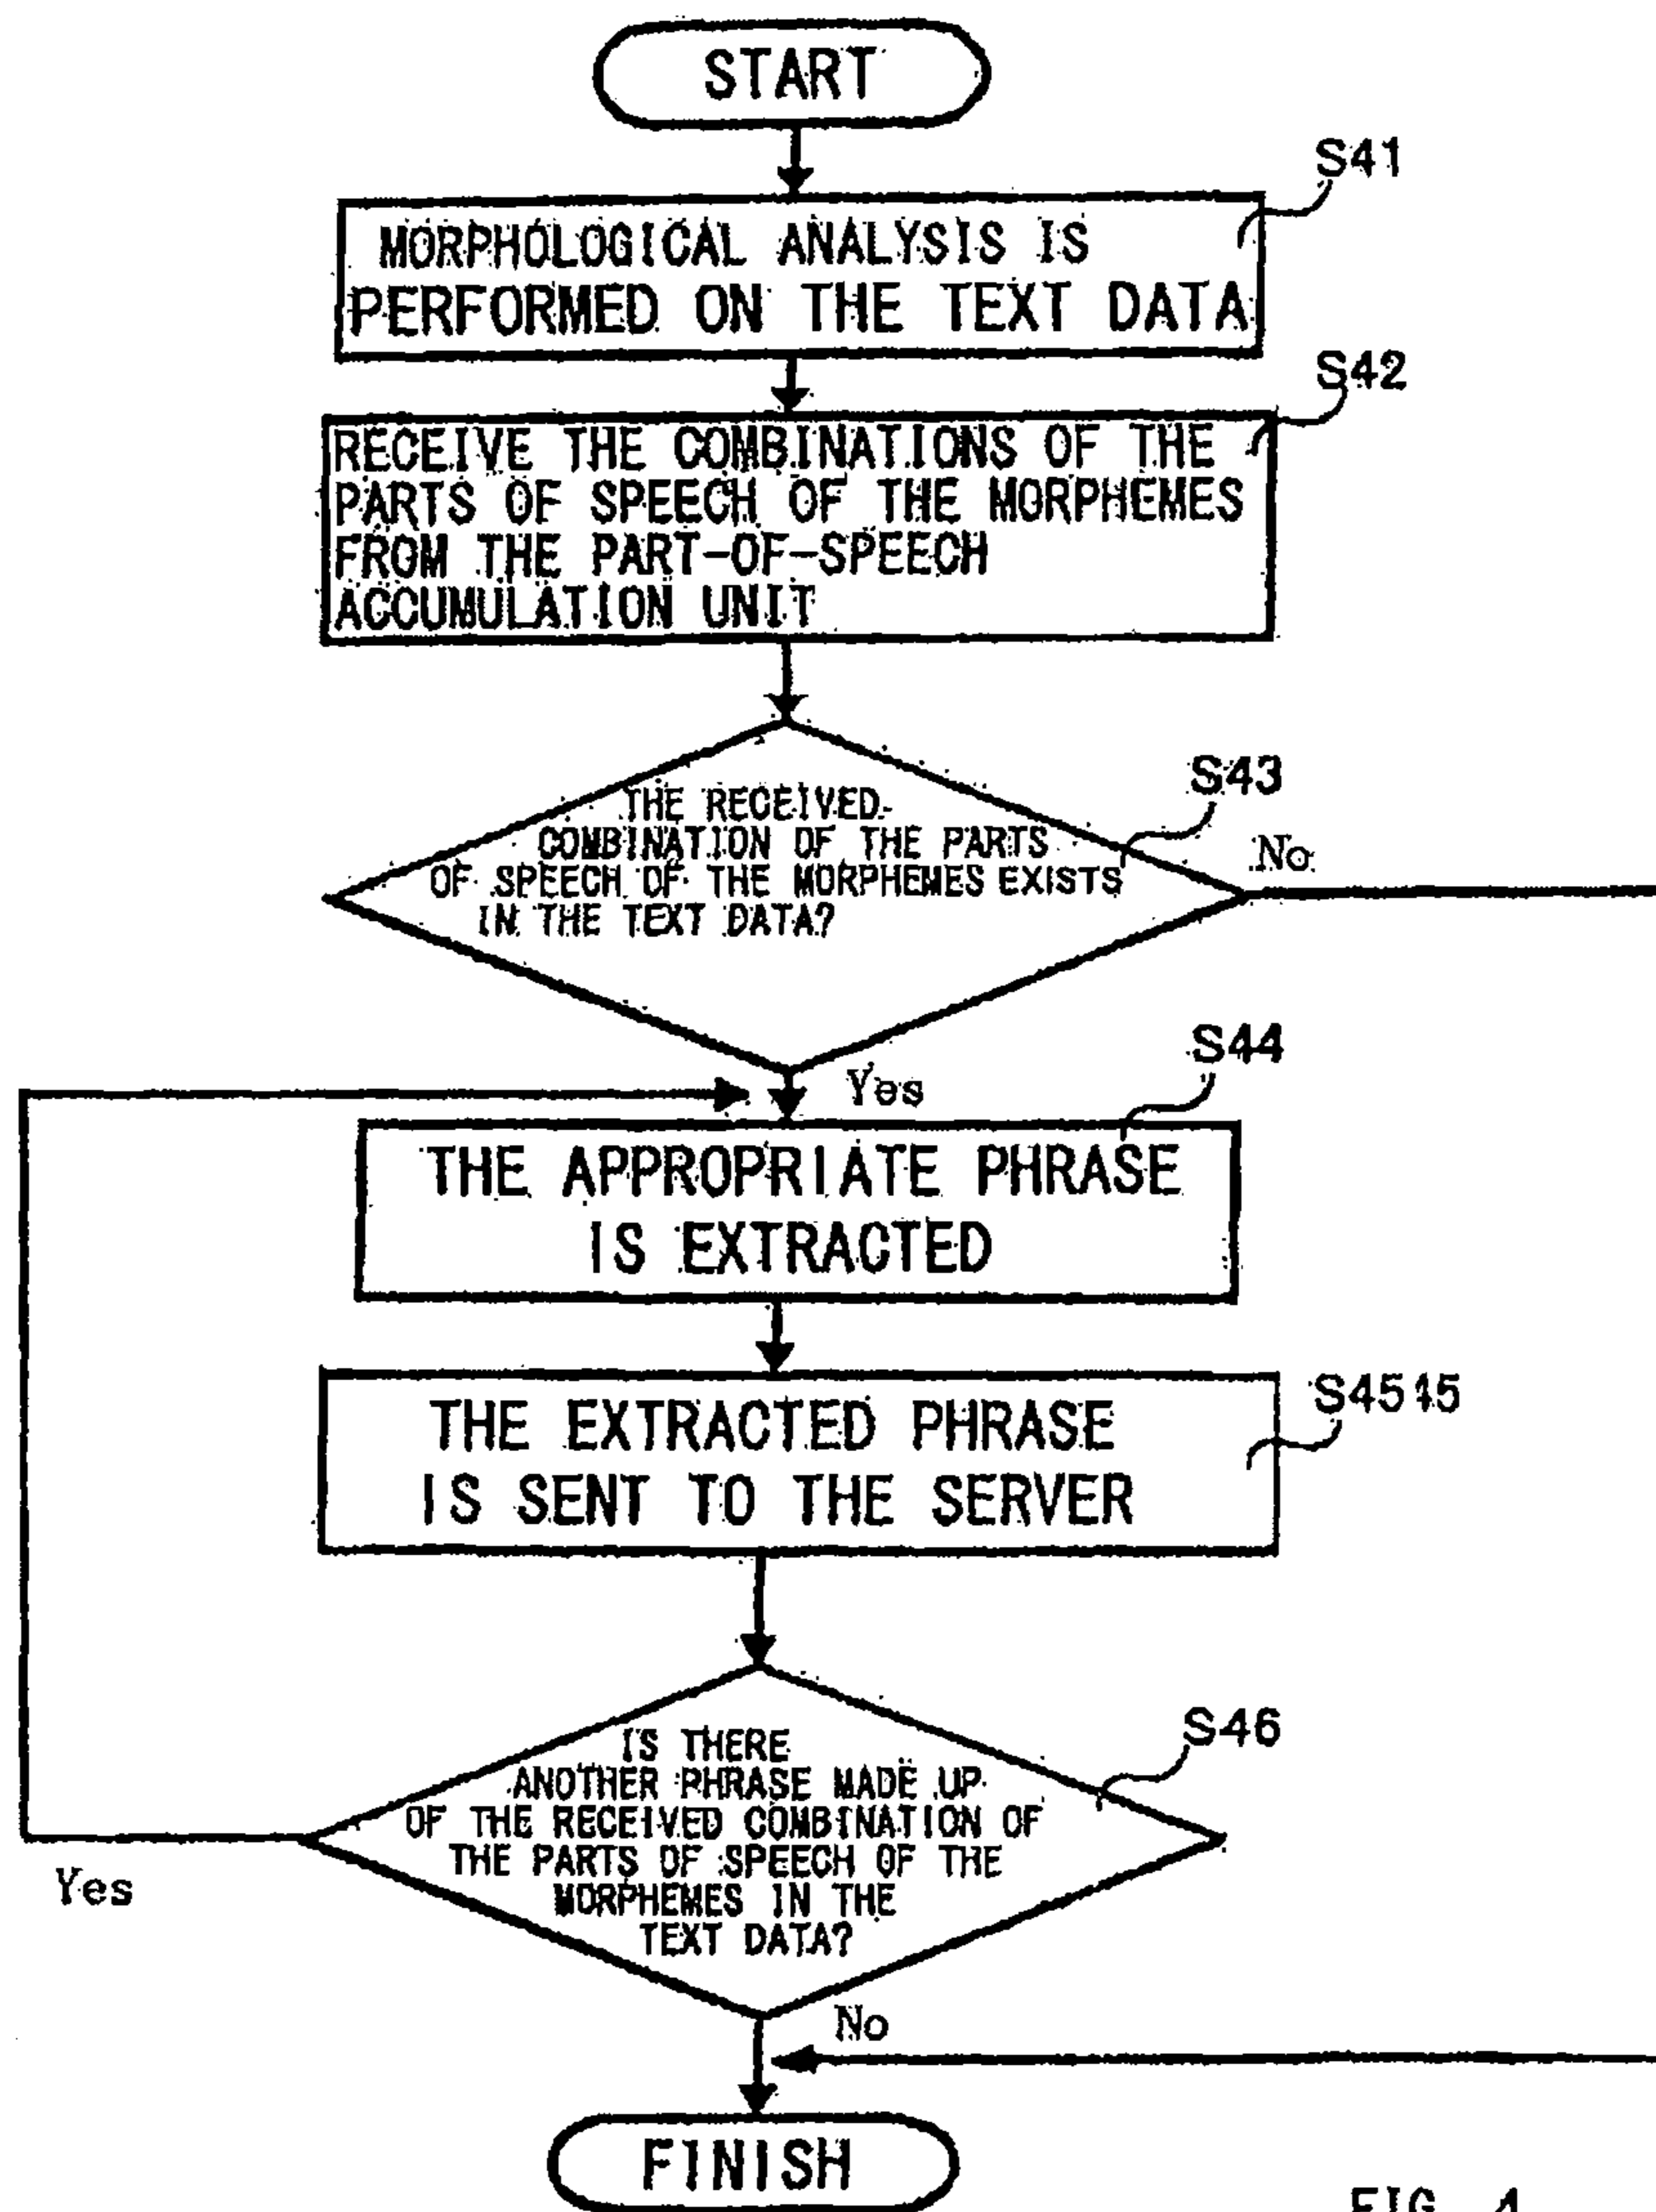 START
S41
MORPHOLOGICAL ANALYSIS IS
PERFORMED ON THE TEXT DATA
S42
RECEIVE THE COMBINATIONS OF THE
PARTS OF SPEECH OF THE MORPHEMES
FROM THE PART-OF-SPEECH
ACCUMULATION UNIT
S43
THE RECEIVED
COMBINATION OF THE PARTS
OF SPEECH OF THE MORPHEMES EXISTS
IN THE TEXT DATA?
No
Yes
S44
THE APPROPRIATE PHRASE
IS EXTRACTED
S4545
THE EXTRACTED PHRASE
IS SENT TO THE SERVER
S46
IS THERE
ANOTHER PHRASE MADE UP
OF THE RECEIVED COMBINATION OF
THE PARTS OF SPEECH OF THE
MORPHEMES IN THE
TEXT DATA?
Yes
No
FINISH
FIG. 4